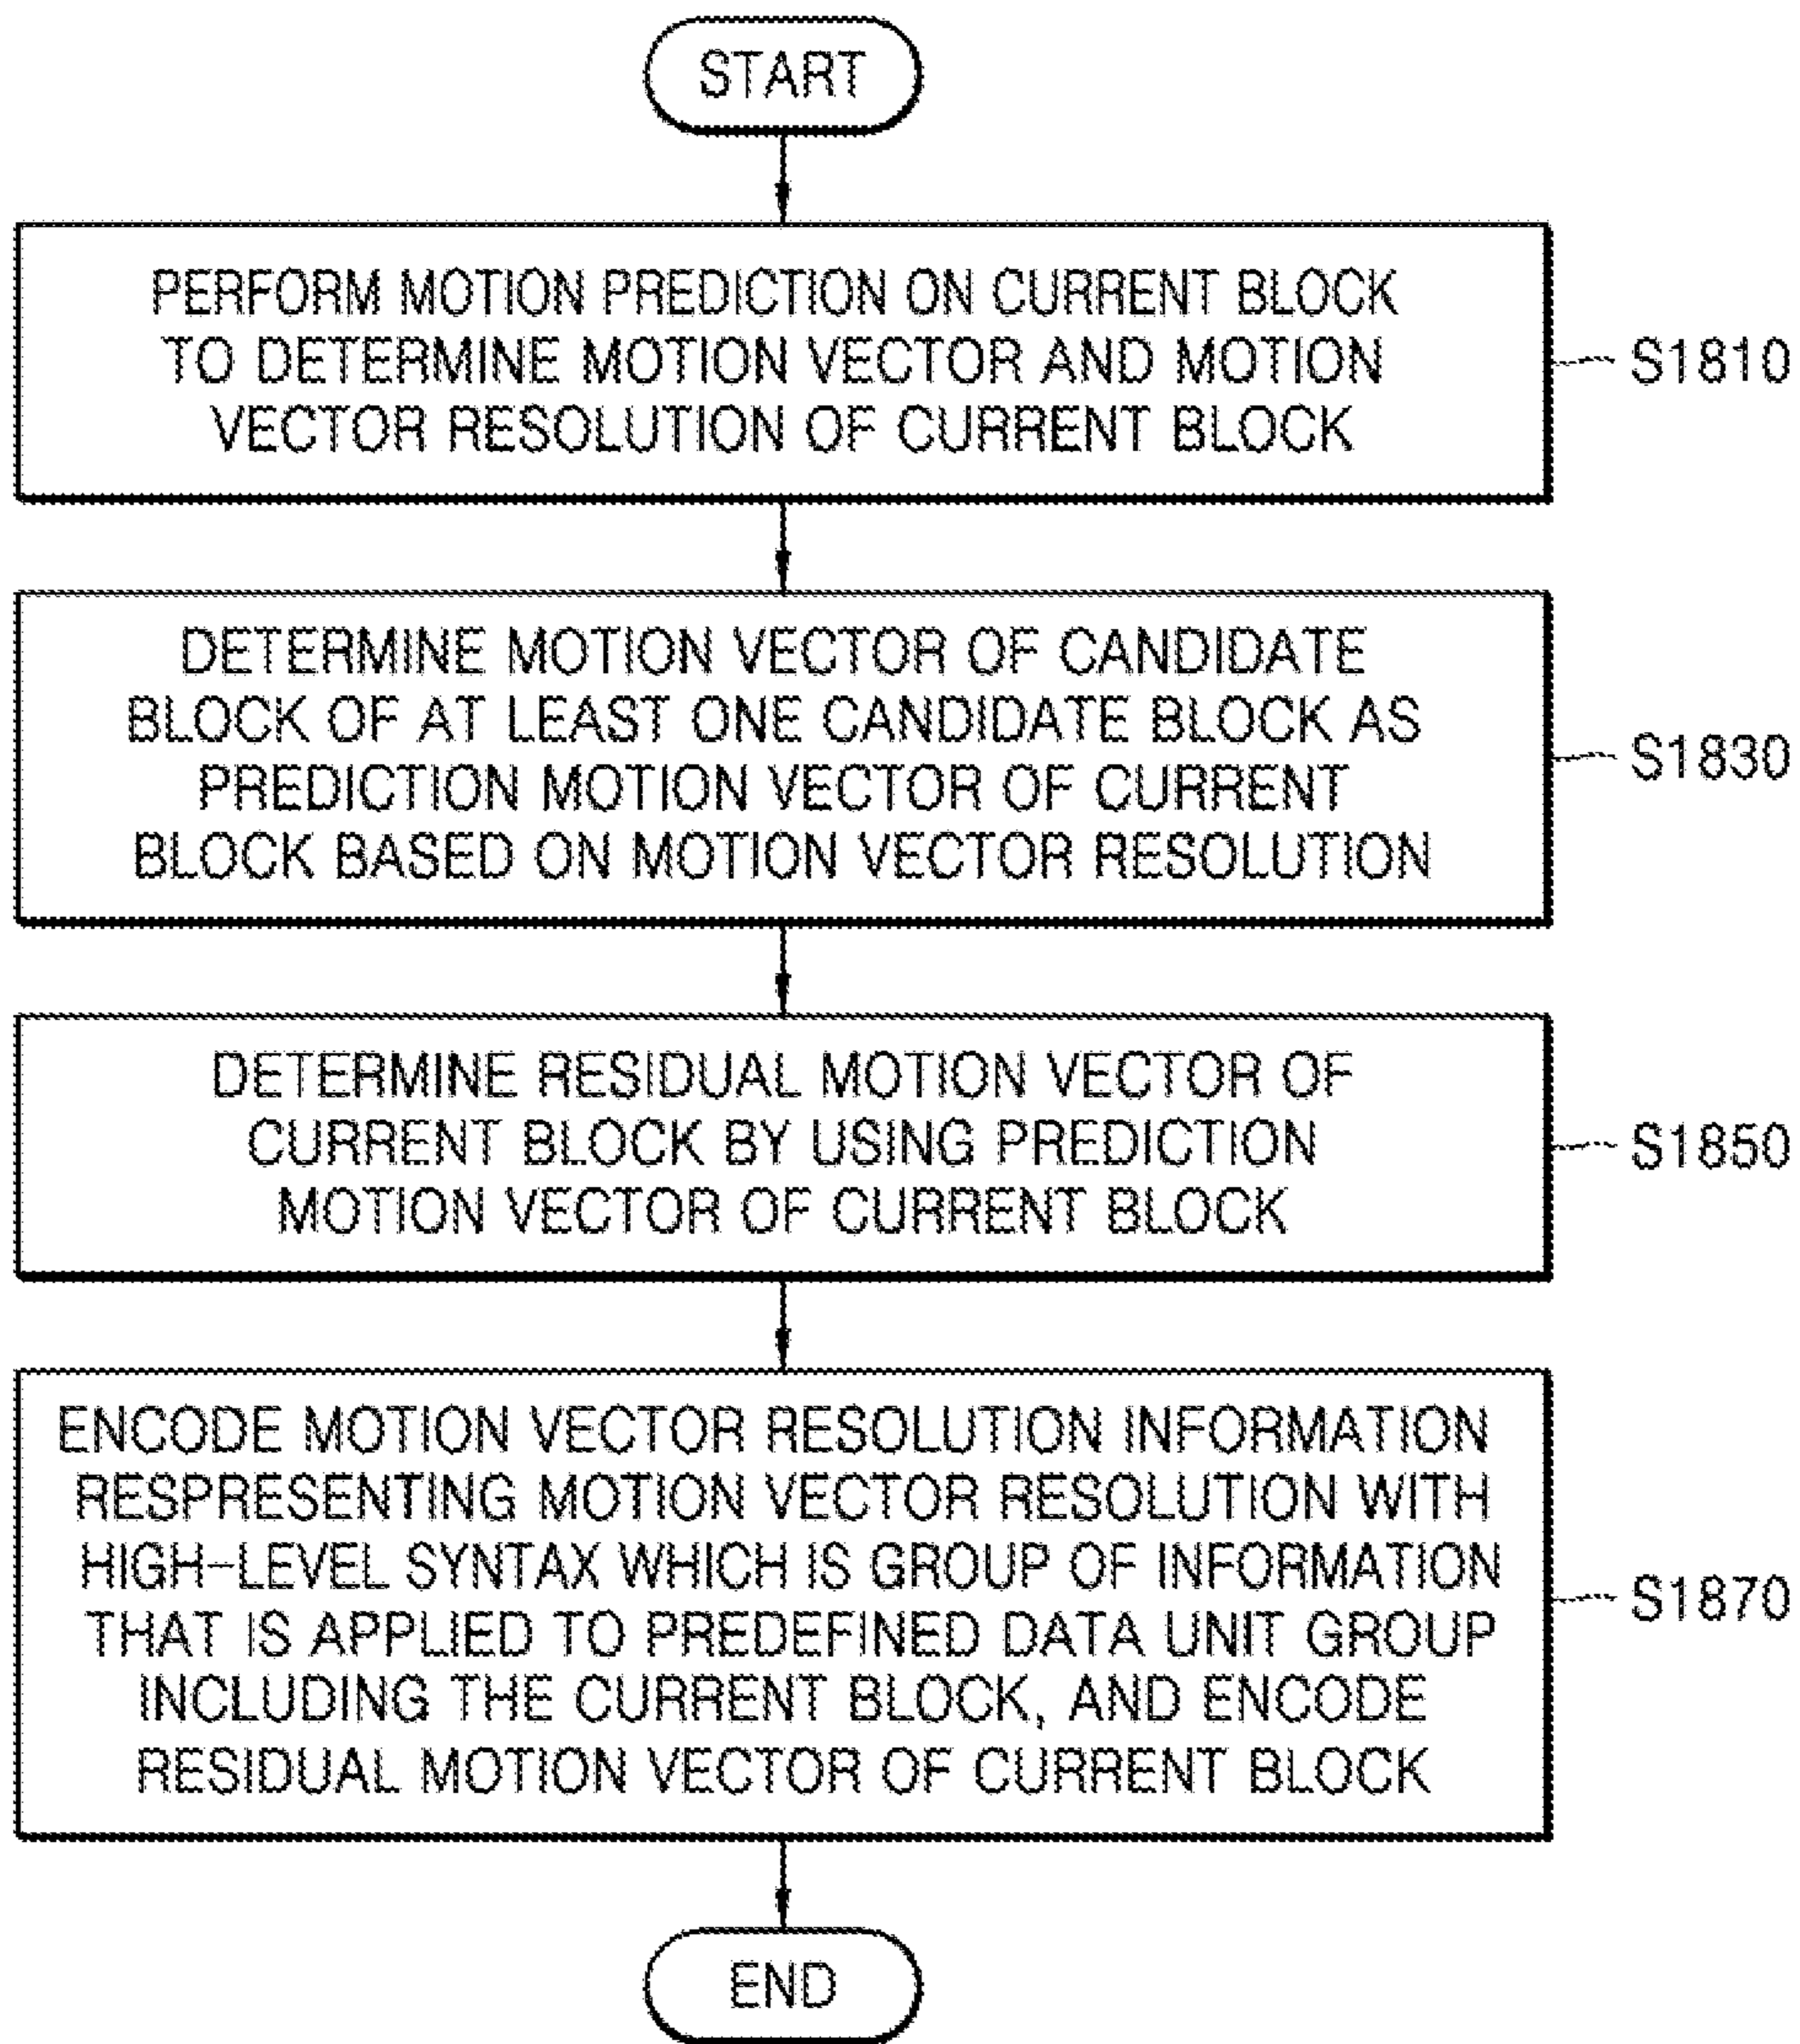 START
PERFORM MOTION PREDICTION ON CURRENT BLOCK
TO DETERMINE MOTION VECTOR AND MOTION
VECTOR RESOLUTION OF CURRENT BLOCK
S1810
DETERMINE MOTION VECTOR OF CANDIDATE
BLOCK OF AT LEAST ONE CANDIDATE BLOCK AS
PREDICTION MOTION VECTOR OF CURRENT
BLOCK BASED ON MOTION VECTOR RESOLUTION
S1830
DETERMINE RESIDUAL MOTION VECTOR OF
CURRENT BLOCK BY USING PREDICTION
MOTION VECTOR OF CURRENT BLOCK
S1850
ENCODE MOTION VECTOR RESOLUTION INFORMATION
RESPRESENTING MOTION VECTOR RESOLUTION WITH
HIGH-LEVEL SYNTAX WHICH IS GROUP OF INFORMATION
THAT IS APPLIED TO PREDEFINED DATA UNIT GROUP
INCLUDING THE CURRENT BLOCK, AND ENCODE
RESIDUAL MOTION VECTOR OF CURRENT BLOCK
S1870
END